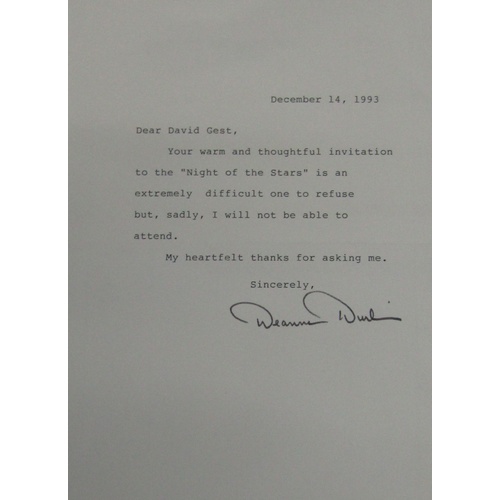 December 14, 1993
Dear David Gest,
Your warm and thoughtful invitation
to the "Night of the Stars" is an
extremely difficult one to refuse
but, sadly, I will not be able to
attend.
My heartfelt thanks for asking me.
Sincerely,
Deanna Durbin